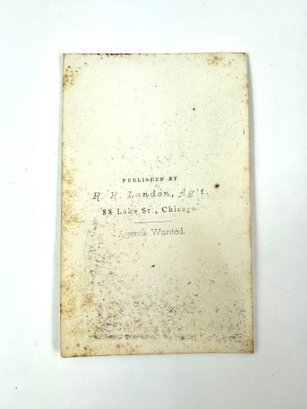 PUBLISHED BY
R. R. Landon, Ag't.
88 Lake St., Chicago.
Agents Wanted.